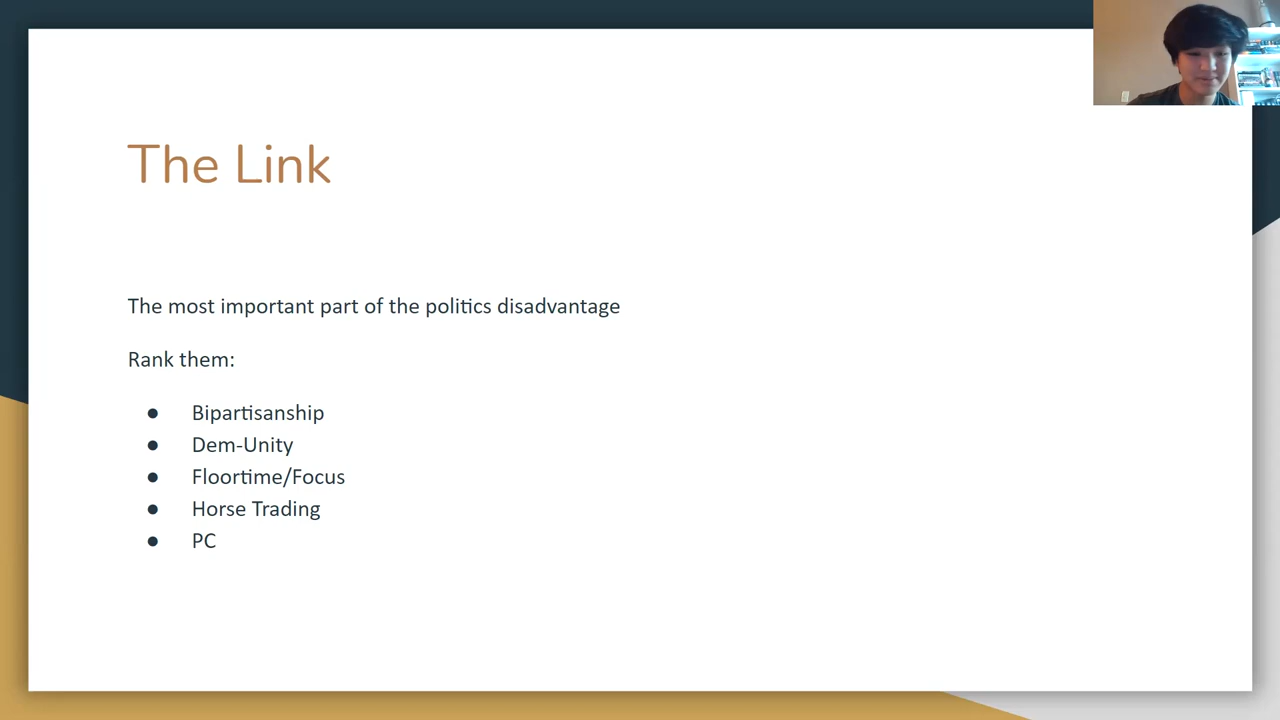 The Link
The most important part of the politics disadvantage
Rank them:
● Bipartisanship
● Dem-Unity
● Floortime/Focus
● Horse Trading
● PC